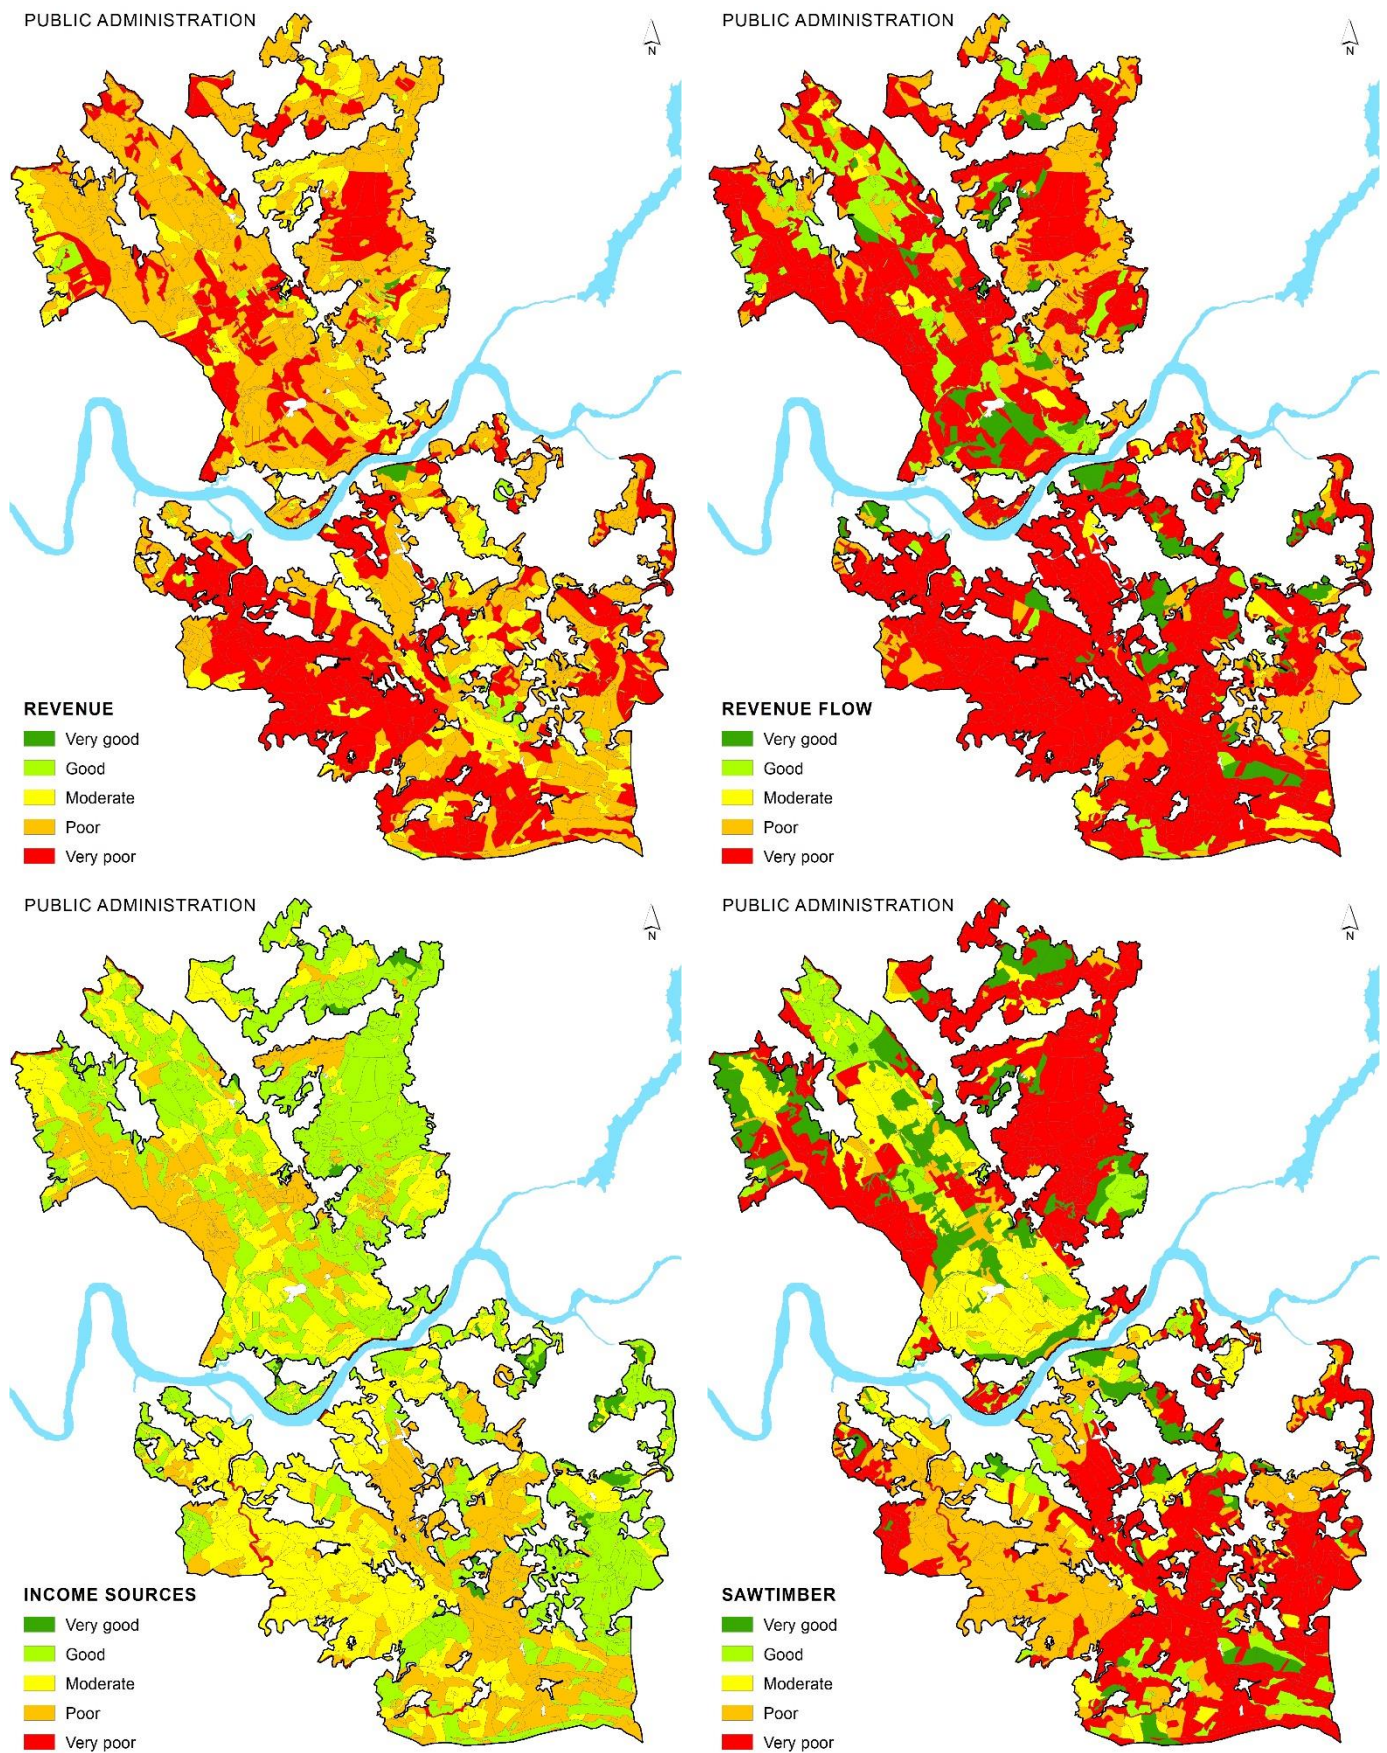 PUBLIC ADMINISTRATION
N
REVENUE
Very good
Good
Moderate
Poor
Very poor
PUBLIC ADMINISTRATION
N
REVENUE FLOW
Very good
Good
Moderate
Poor
Very poor
PUBLIC ADMINISTRATION
N
INCOME SOURCES
Very good
Good
Moderate
Poor
Very poor
PUBLIC ADMINISTRATION
N
SAWTIMBER
Very good
Good
Moderate
Poor
Very poor